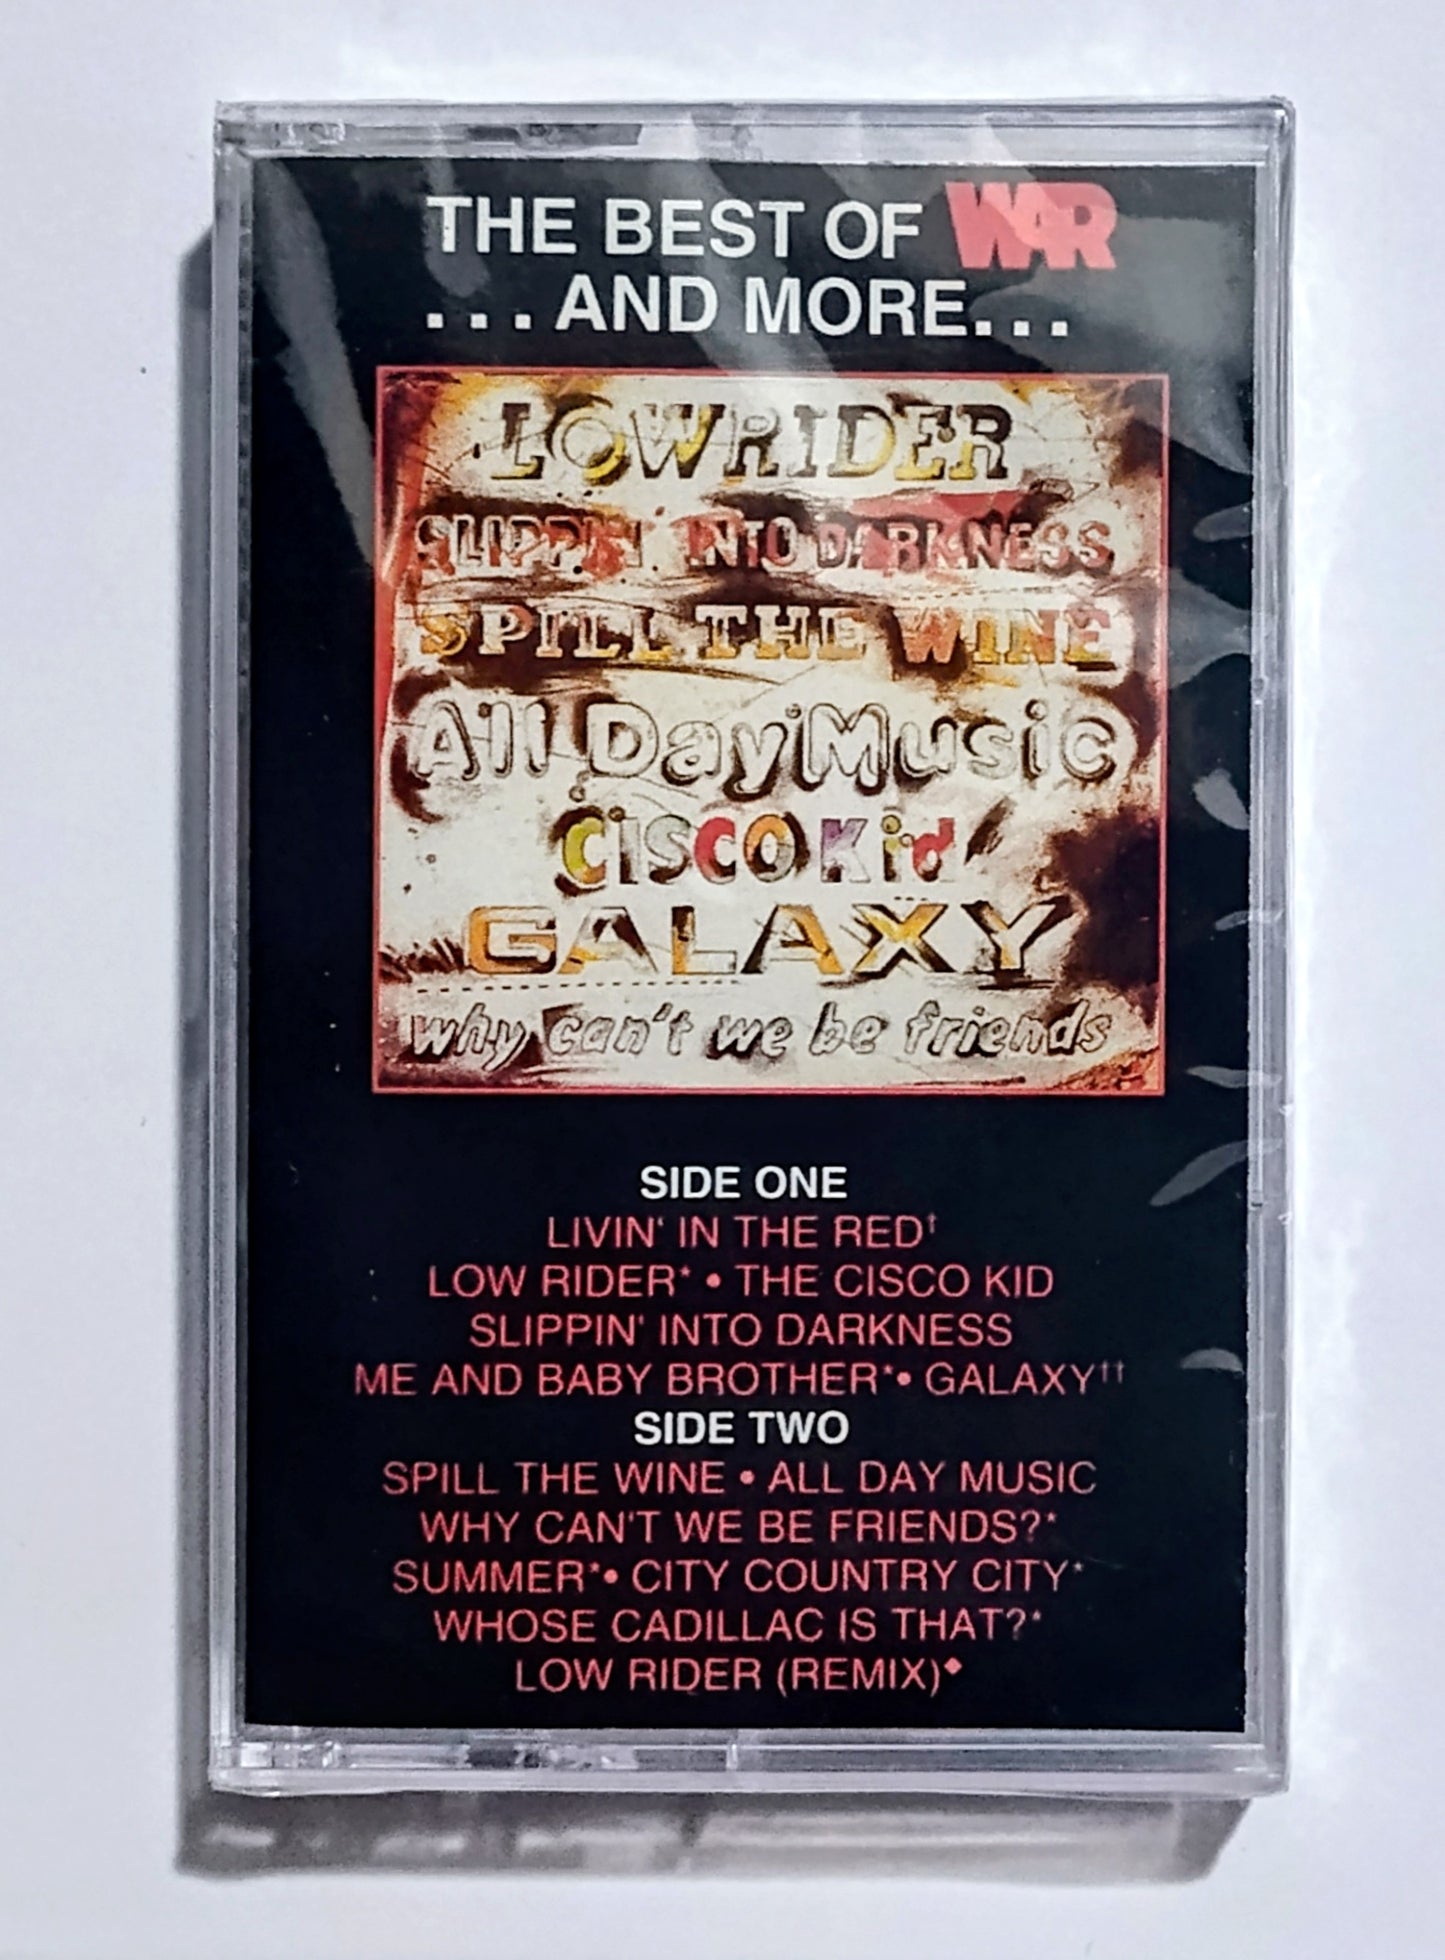 THE BEST OF WAR
...AND MORE...
LOWRIDER
SLIPPIN' INTO DARKNESS
SPILL THE WINE
All Day Music
CISCO Kid
GALAXY
why can't we be friends
SIDE ONE
LIVIN' IN THE RED†
LOW RIDER* • THE CISCO KID
SLIPPIN' INTO DARKNESS
ME AND BABY BROTHER* • GALAXY††
SIDE TWO
SPILL THE WINE • ALL DAY MUSIC
WHY CAN'T WE BE FRIENDS?*
SUMMER* • CITY COUNTRY CITY*
WHOSE CADILLAC IS THAT?*
LOW RIDER (REMIX)◆